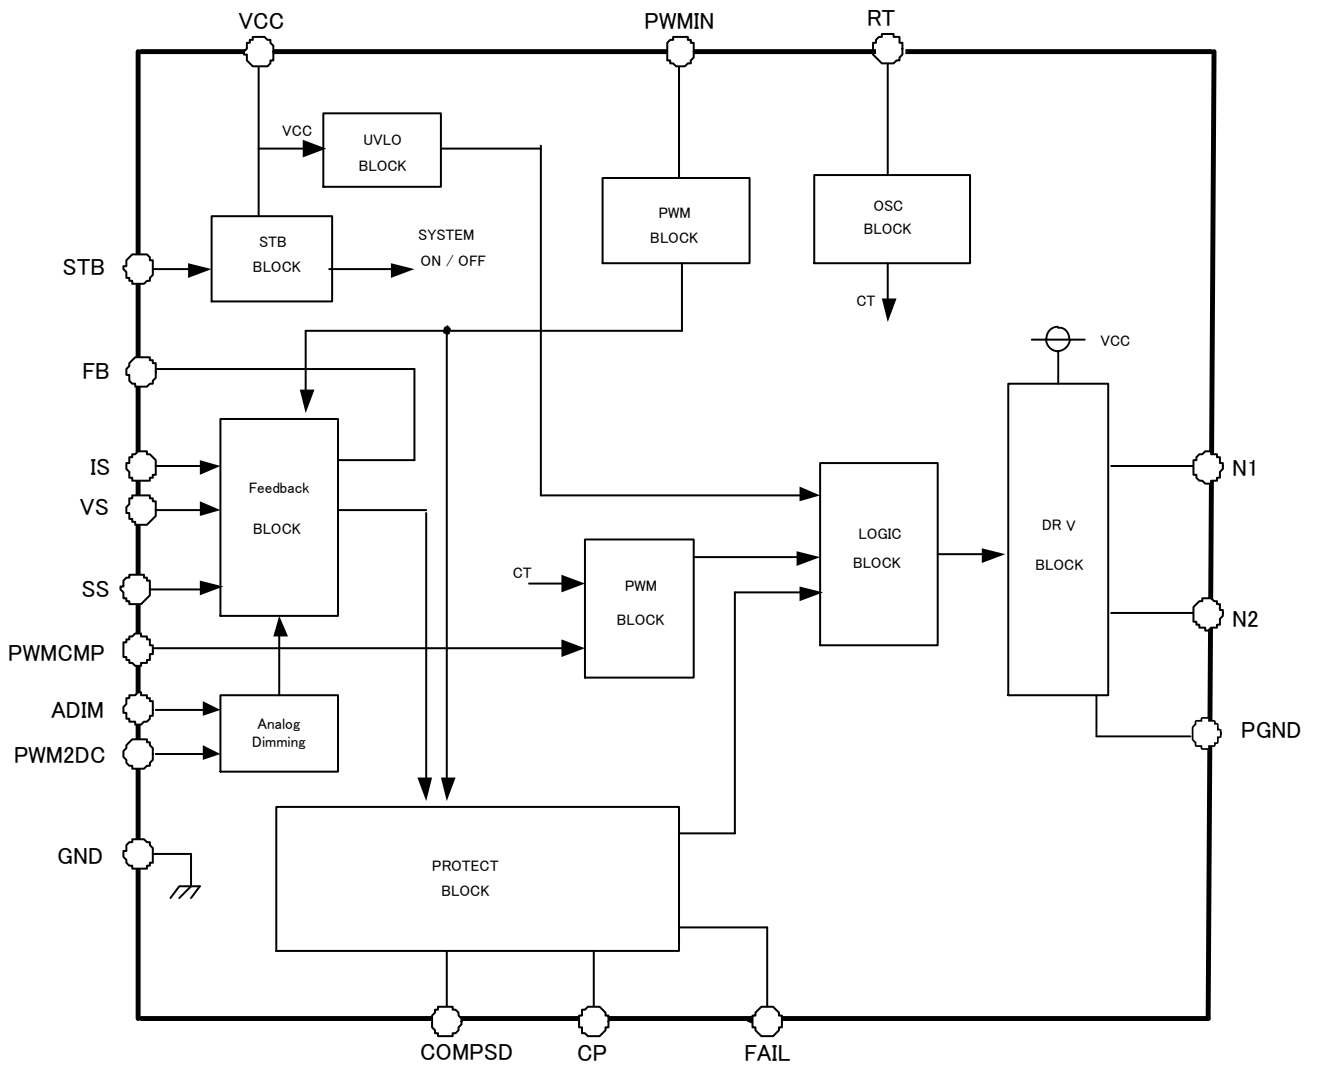 VCC
PWMIN
RT
VCC
UVLO
BLOCK
PWM
BLOCK
OSC
BLOCK
STB
BLOCK
SYSTEM
ON / OFF
STB
CT
VCC
FB
IS
VS
SS
Feedback
BLOCK
N1
LOGIC
BLOCK
DR V
BLOCK
CT
PWM
BLOCK
N2
PWMCMP
ADIM
PWM2DC
Analog
Dimming
PGND
GND
PROTECT
BLOCK
COMPSD
CP
FAIL